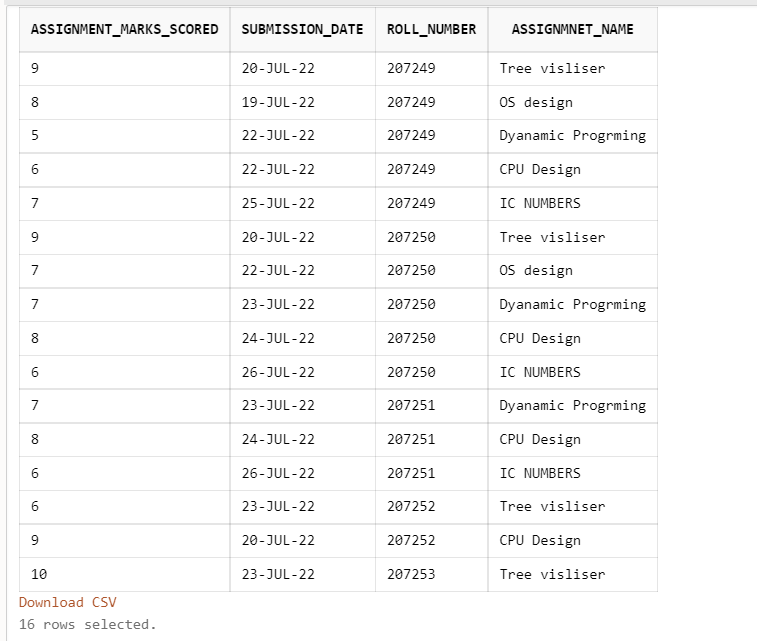 ASSIGNMENT_MARKS_SCORED SUBMISSION_DATE ROLL_NUMBER ASSIGNMNET_NAME
9 20-JUL-22 207249 Tree visliser
8 19-JUL-22 207249 OS design
5 22-JUL-22 207249 Dyanamic Progrming
6 22-JUL-22 207249 CPU Design
7 25-JUL-22 207249 IC NUMBERS
9 20-JUL-22 207250 Tree visliser
7 22-JUL-22 207250 OS design
7 23-JUL-22 207250 Dyanamic Progrming
8 24-JUL-22 207250 CPU Design
6 26-JUL-22 207250 IC NUMBERS
7 23-JUL-22 207251 Dyanamic Progrming
8 24-JUL-22 207251 CPU Design
6 26-JUL-22 207251 IC NUMBERS
6 23-JUL-22 207252 Tree visliser
9 20-JUL-22 207252 CPU Design
10 23-JUL-22 207253 Tree visliser
Download CSV
16 rows selected.